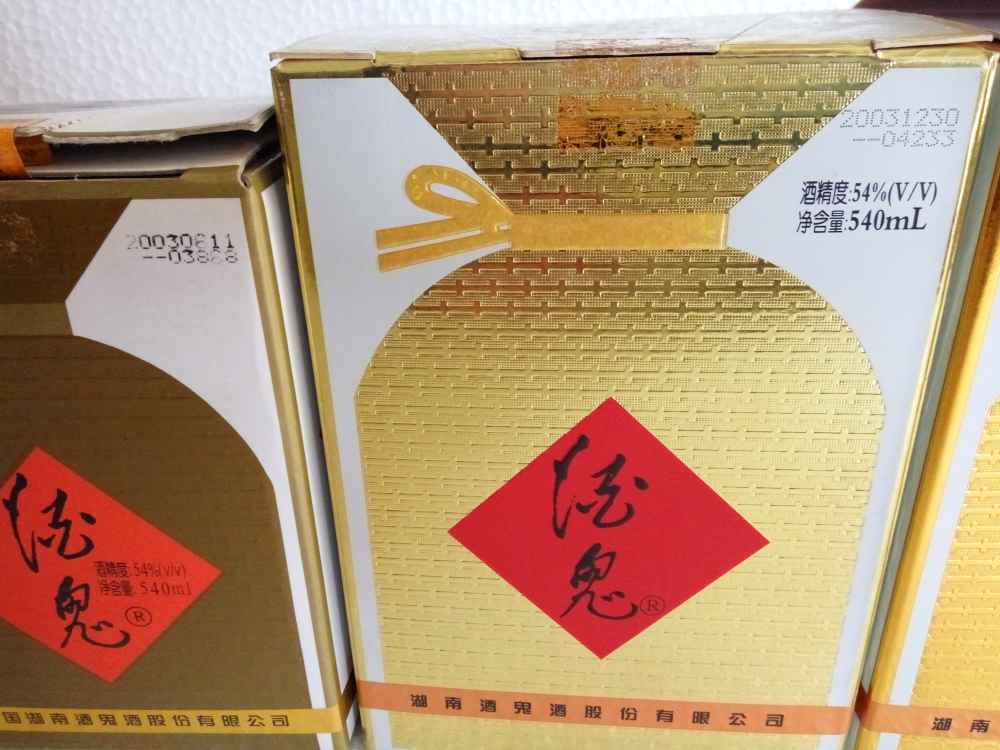 20030611
--03868
酒鬼
酒精度:54%(V/V)
净含量:540ml
®
国湖南酒鬼酒股份有限公司
20031230
--04233
酒精度:54%(V/V)
净含量:540mL
酒鬼
®
湖南酒鬼酒股份有限公司
湖南